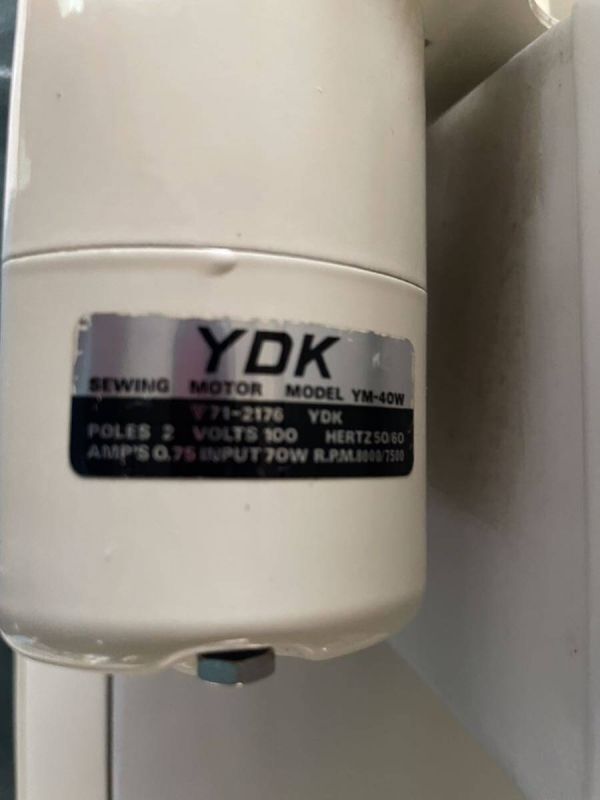 YDK
SEWING MOTOR MODEL YM-40W
71-2176 YDK
POLES 2 VOLTS 100 HERTZ 50/60
AMP'S 0.75 INPUT 70W R.P.M. 8000/7500